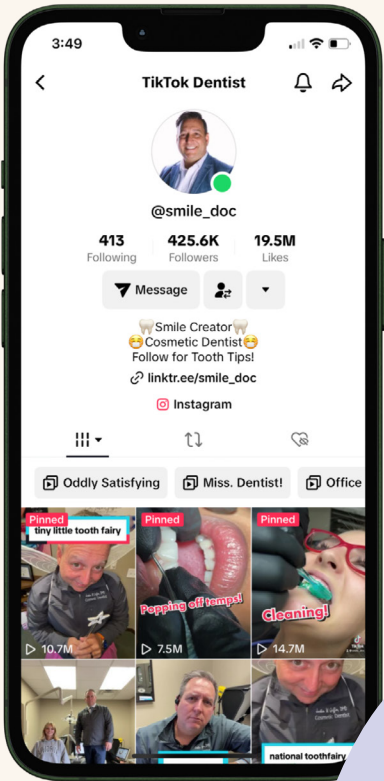 3:49
TikTok Dentist
@smile_doc
413
425.6K
19.5M
Following
Followers
Likes
Message
🦷Smile Creator🦷
😁Cosmetic Dentist😁
Follow for Tooth Tips!
linktr.ee/smile_doc
Instagram
Oddly Satisfying
Miss. Dentist!
Office
Pinned
Pinned
Pinned
tiny little tooth fairy
Popping off temps!
Cleaning!
10.7M
7.5M
14.7M
Cosmetic Dentist
national toothfairy